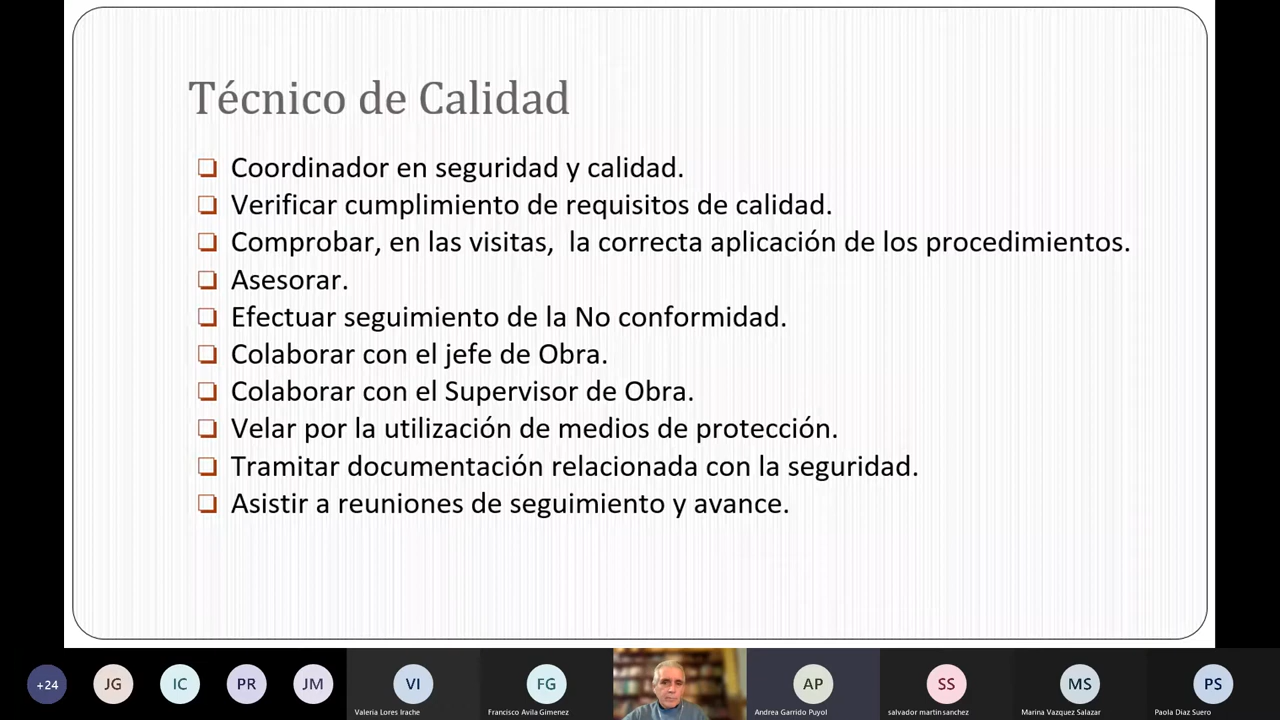 Técnico de Calidad
Coordinador en seguridad y calidad.
Verificar cumplimiento de requisitos de calidad.
Comprobar, en las visitas, la correcta aplicación de los procedimientos.
Asesorar.
Efectuar seguimiento de la No conformidad.
Colaborar con el jefe de Obra.
Colaborar con el Supervisor de Obra.
Velar por la utilización de medios de protección.
Tramitar documentación relacionada con la seguridad.
Asistir a reuniones de seguimiento y avance.
+24 JG IC PR JM VI FG AP SS MS PS
Valeria Lores Irache Francisco Avila Gimenez Andrea Garrido Puyol salvador martin sanchez Marina Vazquez Salazar Paola Diaz Suero